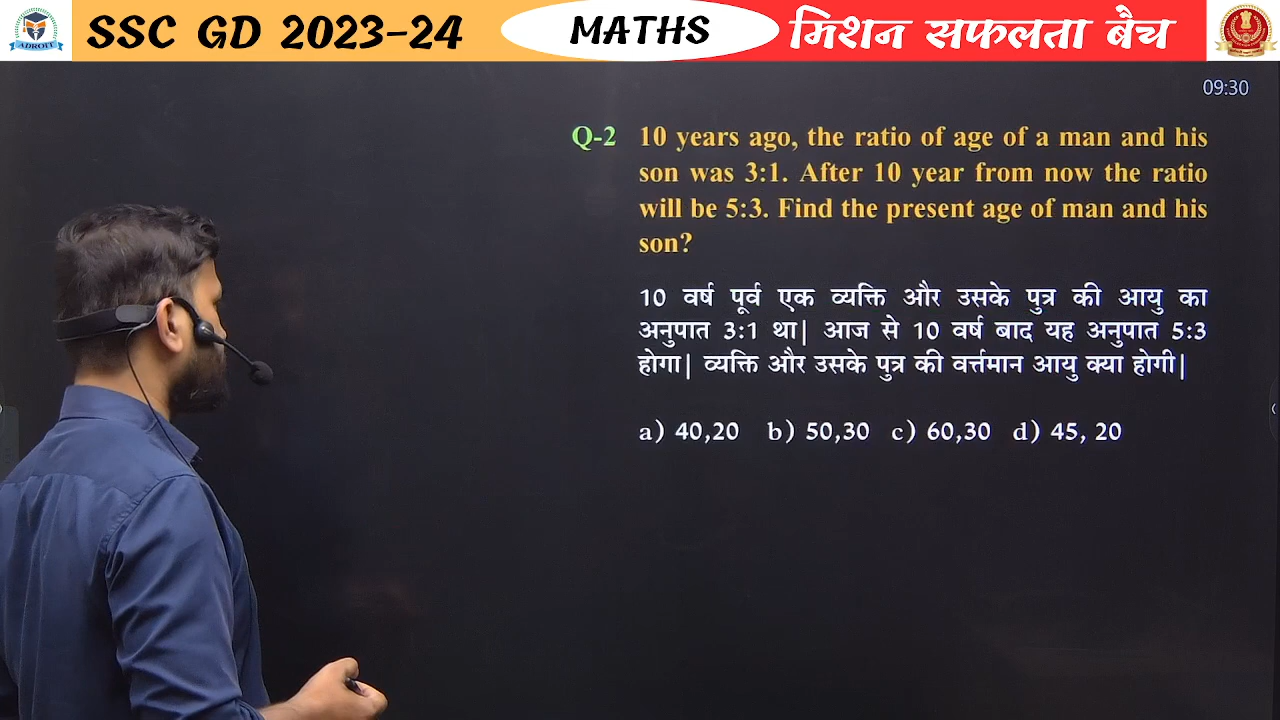 ADROIT
SSC GD 2023-24
MATHS
मिशन सफलता बैच
09:30
Q-2 10 years ago, the ratio of age of a man and his
son was 3:1. After 10 year from now the ratio
will be 5:3. Find the present age of man and his
son?
10 वर्ष पूर्व एक व्यक्ति और उसके पुत्र की आयु का
अनुपात 3:1 था| आज से 10 वर्ष बाद यह अनुपात 5:3
होगा| व्यक्ति और उसके पुत्र की वर्त्तमान आयु क्या होगी|
a) 40,20 b) 50,30 c) 60,30 d) 45, 20